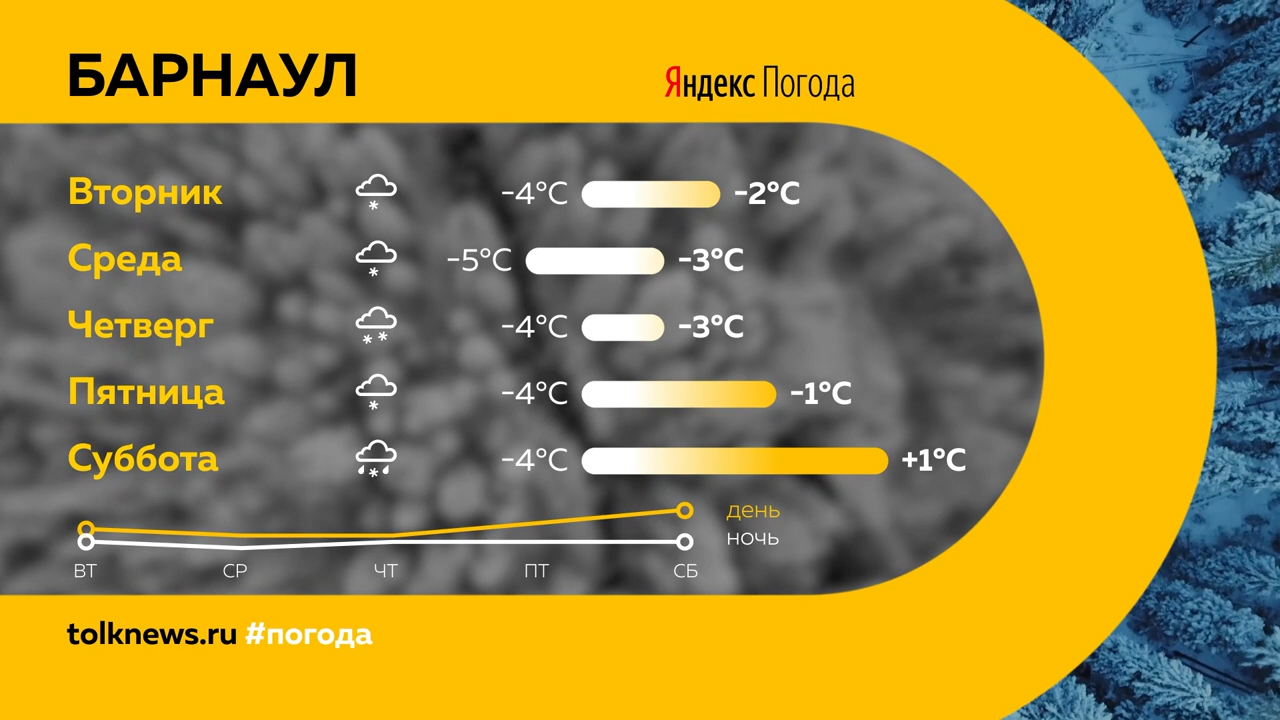 БАРНАУЛ
Яндекс Погода
Вторник -4°C -2°C
Среда -5°C -3°C
Четверг -4°C -3°C
Пятница -4°C -1°C
Суббота -4°C +1°C
день
ночь
ВТ СР ЧТ ПТ СБ
tolknews.ru #погода